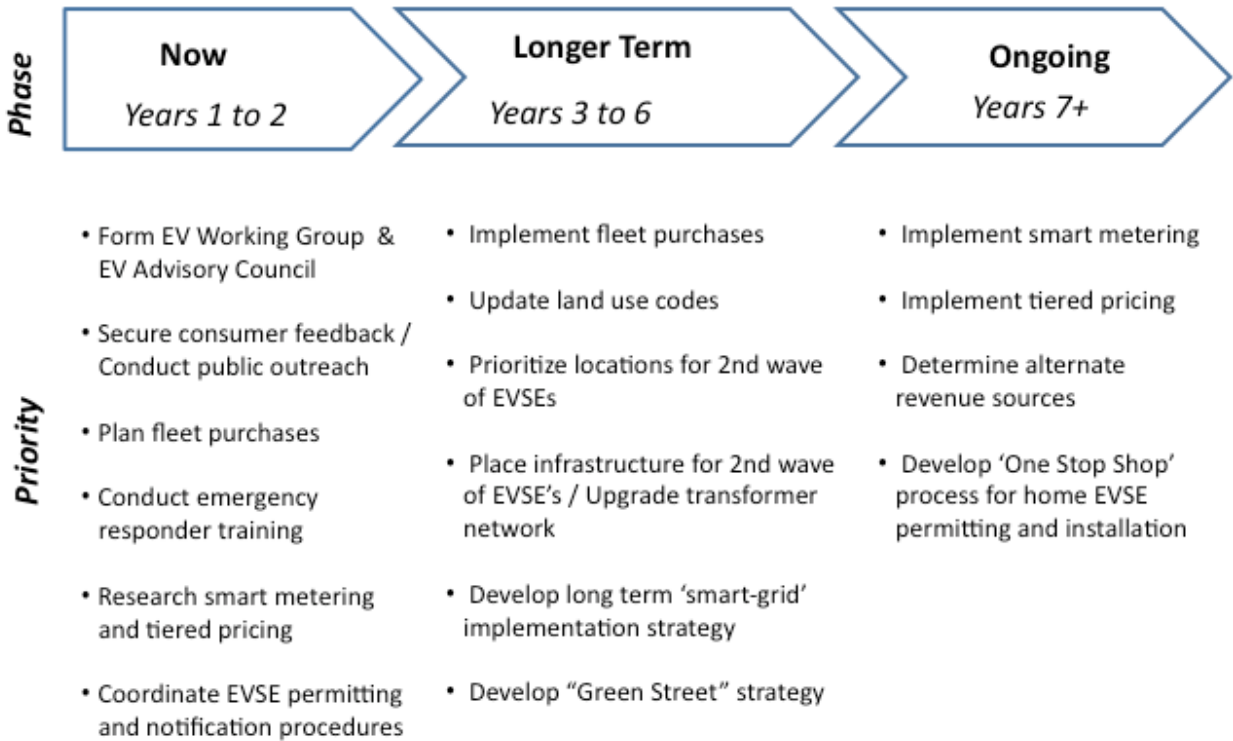 Phase
Now
Years 1 to 2
Longer Term
Years 3 to 6
Ongoing
Years 7+
Priority
• Form EV Working Group &
EV Advisory Council
• Secure consumer feedback /
Conduct public outreach
• Plan fleet purchases
• Conduct emergency
responder training
• Research smart metering
and tiered pricing
• Coordinate EVSE permitting
and notification procedures
• Implement fleet purchases
• Update land use codes
• Prioritize locations for 2nd wave
of EVSEs
• Place infrastructure for 2nd wave
of EVSE's / Upgrade transformer
network
• Develop long term ‘smart-grid’
implementation strategy
• Develop “Green Street” strategy
• Implement smart metering
• Implement tiered pricing
• Determine alternate
revenue sources
• Develop ‘One Stop Shop’
process for home EVSE
permitting and installation